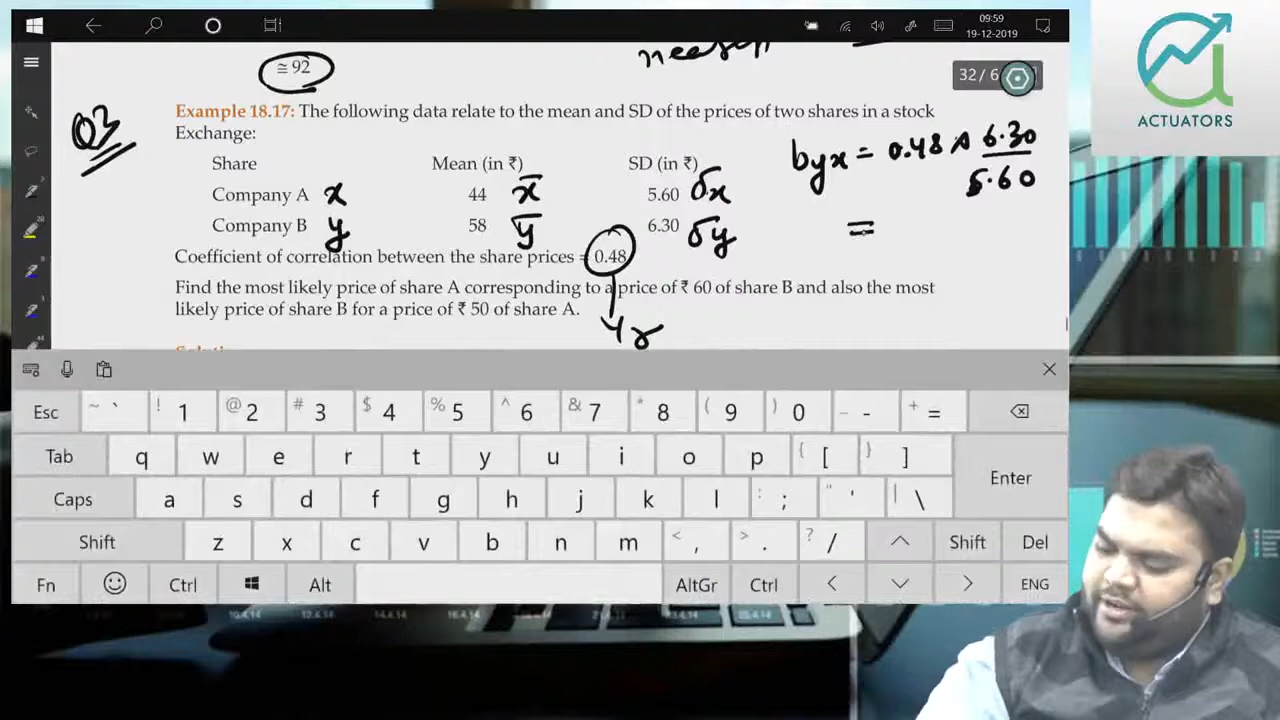 09:59
19-12-2019
≅ 92
32 / 6
ACTUATORS
Q3
Example 18.17: The following data relate to the mean and SD of the prices of two shares in a stock
Exchange:
Share Mean (in ₹) SD (in ₹)
Company A x 44 x̄ 5.60 σx
Company B y 58 ȳ 6.30 σy
Coefficient of correlation between the share prices = 0.48
Find the most likely price of share A corresponding to a price of ₹ 60 of share B and also the most
likely price of share B for a price of ₹ 50 of share A.
r
byx = 0.48 × 6.30
5.60
=
Esc ~ ` ! 1 @ 2 # 3 $ 4 % 5 ^ 6 & 7 * 8 ( 9 ) 0 _ - + =
Tab q w e r t y u i o p { [ } ]
Enter
Caps a s d f g h j k l : ; " ' | \
Shift z x c v b n m < , > . ? / Shift Del
Fn Ctrl Alt AltGr Ctrl ENG